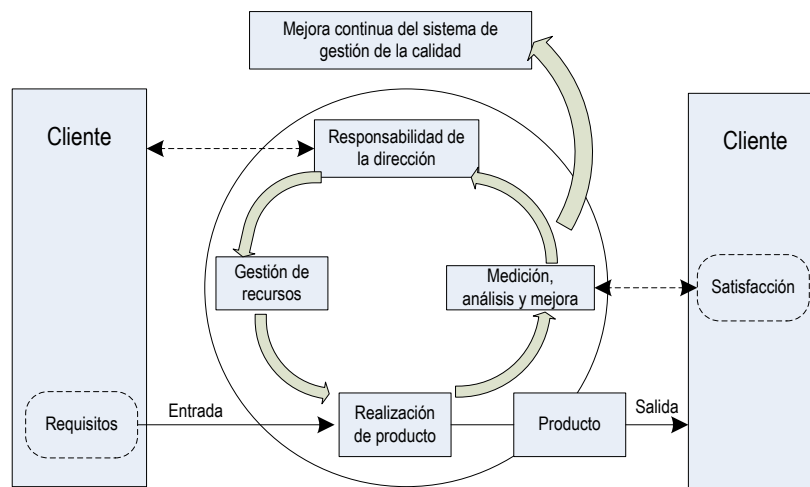 Mejora continua del sistema de
gestión de la calidad
Cliente
Responsabilidad de
la dirección
Cliente
Gestión de
recursos
Medición,
análisis y mejora
Satisfacción
Requisitos
Entrada
Realización
de producto
Producto
Salida